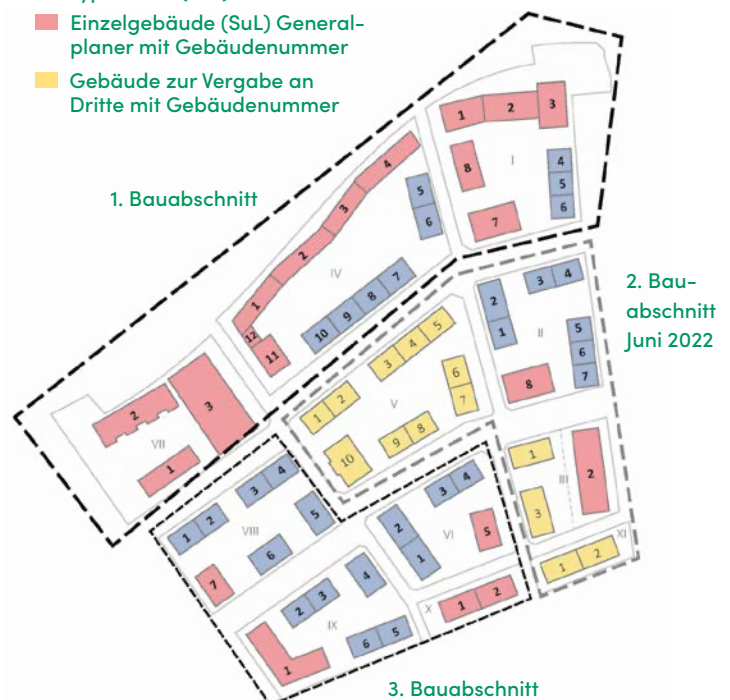 Einzelgebäude (SuL) General-
planer mit Gebäudenummer
Gebäude zur Vergabe an
Dritte mit Gebäudenummer
1. Bauabschnitt
1 2 3
8 I 4
5
6
7
4
3
2
1
12
11
IV
5
6
10 9 8 7
2. Bau-
abschnitt
Juni 2022
2
1
3 4
II
5
6
7
8
3 4 5
1 2
V
6
7
9 8
10
2
3
VII
1
1
III
2
3
XI
1 2
3 4
1 2
VIII
5
6
7
3 4
2
1
VI
5
X
1 2
4
2 3
IX
6 5
1
3. Bauabschnitt